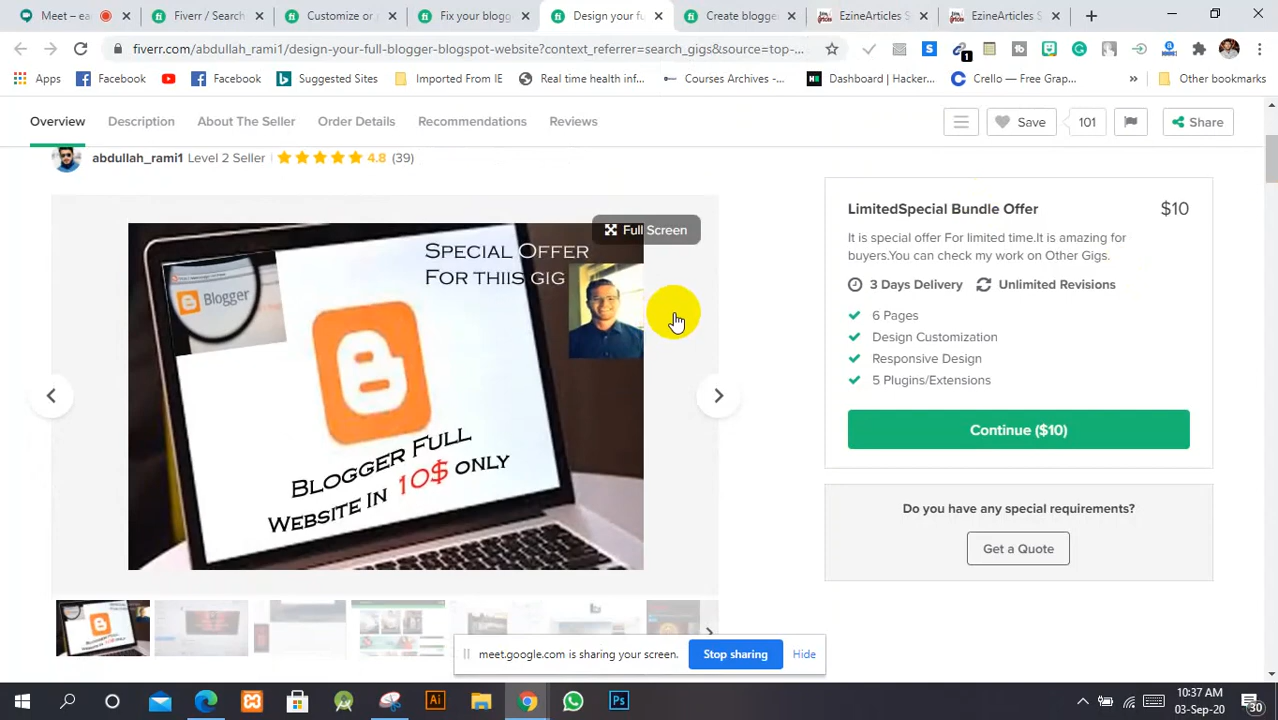 Meet – ea
Fiverr / Search
Customize or
Fix your blogg
Design your fu
Create blogge
EzineArticles S
EzineArticles S
fiverr.com/abdullah_rami1/design-your-full-blogger-blogspot-website?context_referrer=search_gigs&source=top-...
1
Apps
Facebook
Facebook
Suggested Sites
Imported From IE
Real time health inf...
Courses Archives -...
Dashboard | Hacker...
Crello — Free Grap...
»
Other bookmarks
Overview
Description
About The Seller
Order Details
Recommendations
Reviews
Save
101
Share
abdullah_rami1 Level 2 Seller
4.8 (39)
Full Screen
SPECIAL OFFER
FOR THIIS GIG
Blogger
BLOGGER FULL
WEBSITE IN 10$ ONLY
LimitedSpecial Bundle Offer
$10
It is special offer For limited time.It is amazing for
buyers.You can check my work on Other Gigs.
3 Days Delivery
Unlimited Revisions
6 Pages
Design Customization
Responsive Design
5 Plugins/Extensions
Continue ($10)
Do you have any special requirements?
Get a Quote
meet.google.com is sharing your screen.
Stop sharing
Hide
Ai
Ps
10:37 AM
03-Sep-20
30